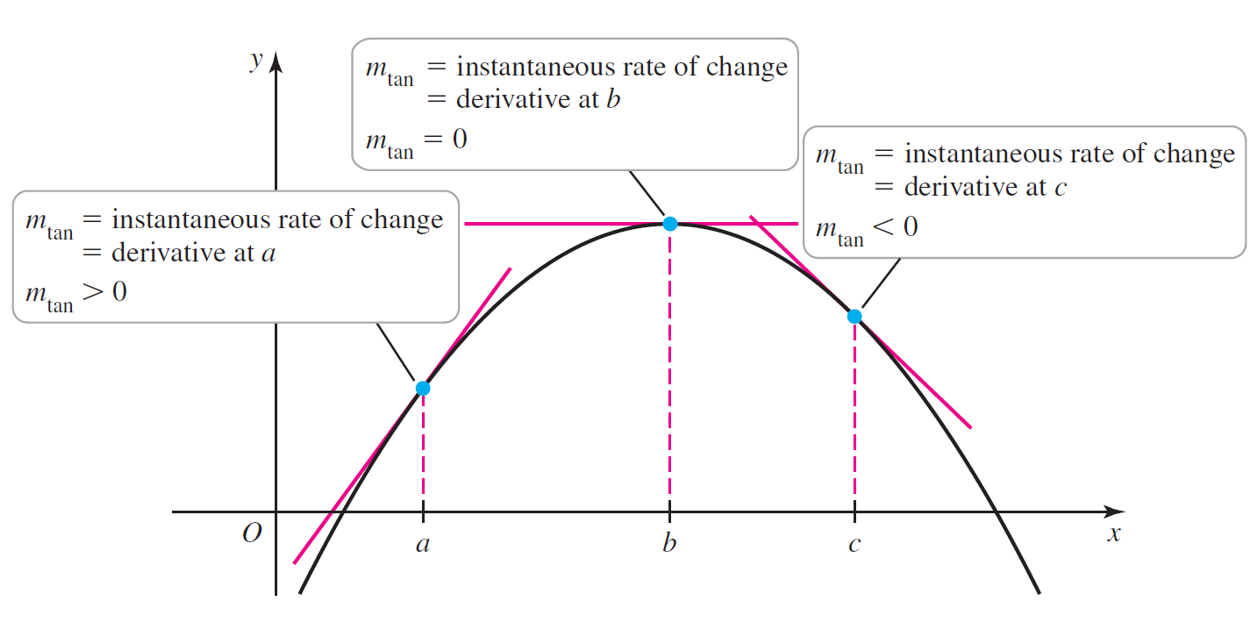 y
m_tan = instantaneous rate of change
= derivative at b
m_tan = 0
m_tan = instantaneous rate of change
= derivative at c
m_tan < 0
m_tan = instantaneous rate of change
= derivative at a
m_tan > 0
O
a
b
c
x